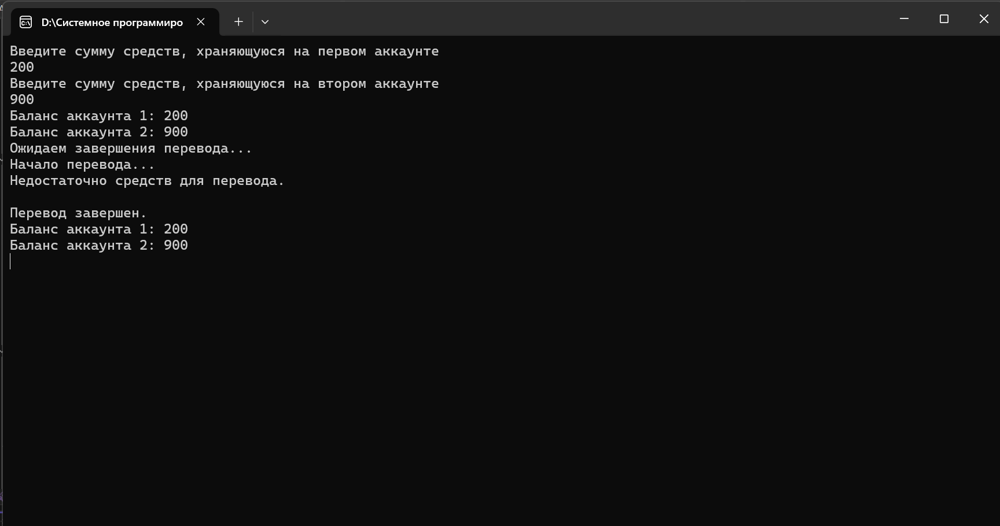 D:\Системное программиро
Введите сумму средств, храняющуюся на первом аккаунте
200
Введите сумму средств, храняющуюся на втором аккаунте
900
Баланс аккаунта 1: 200
Баланс аккаунта 2: 900
Ожидаем завершения перевода...
Начало перевода...
Недостаточно средств для перевода.
Перевод завершен.
Баланс аккаунта 1: 200
Баланс аккаунта 2: 900